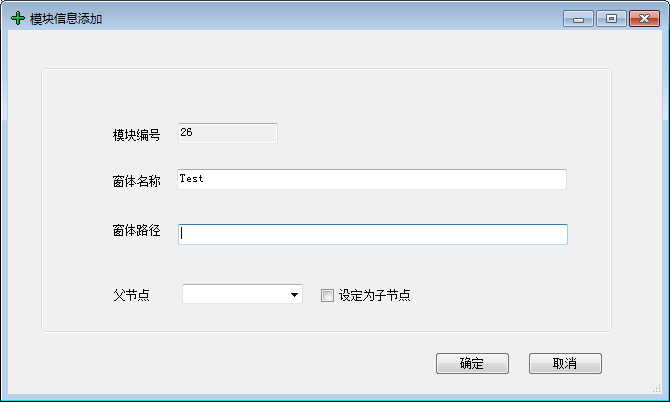 模块信息添加
模块编号 26
窗体名称 Test
窗体路径
父节点 设定为子节点
确定 取消